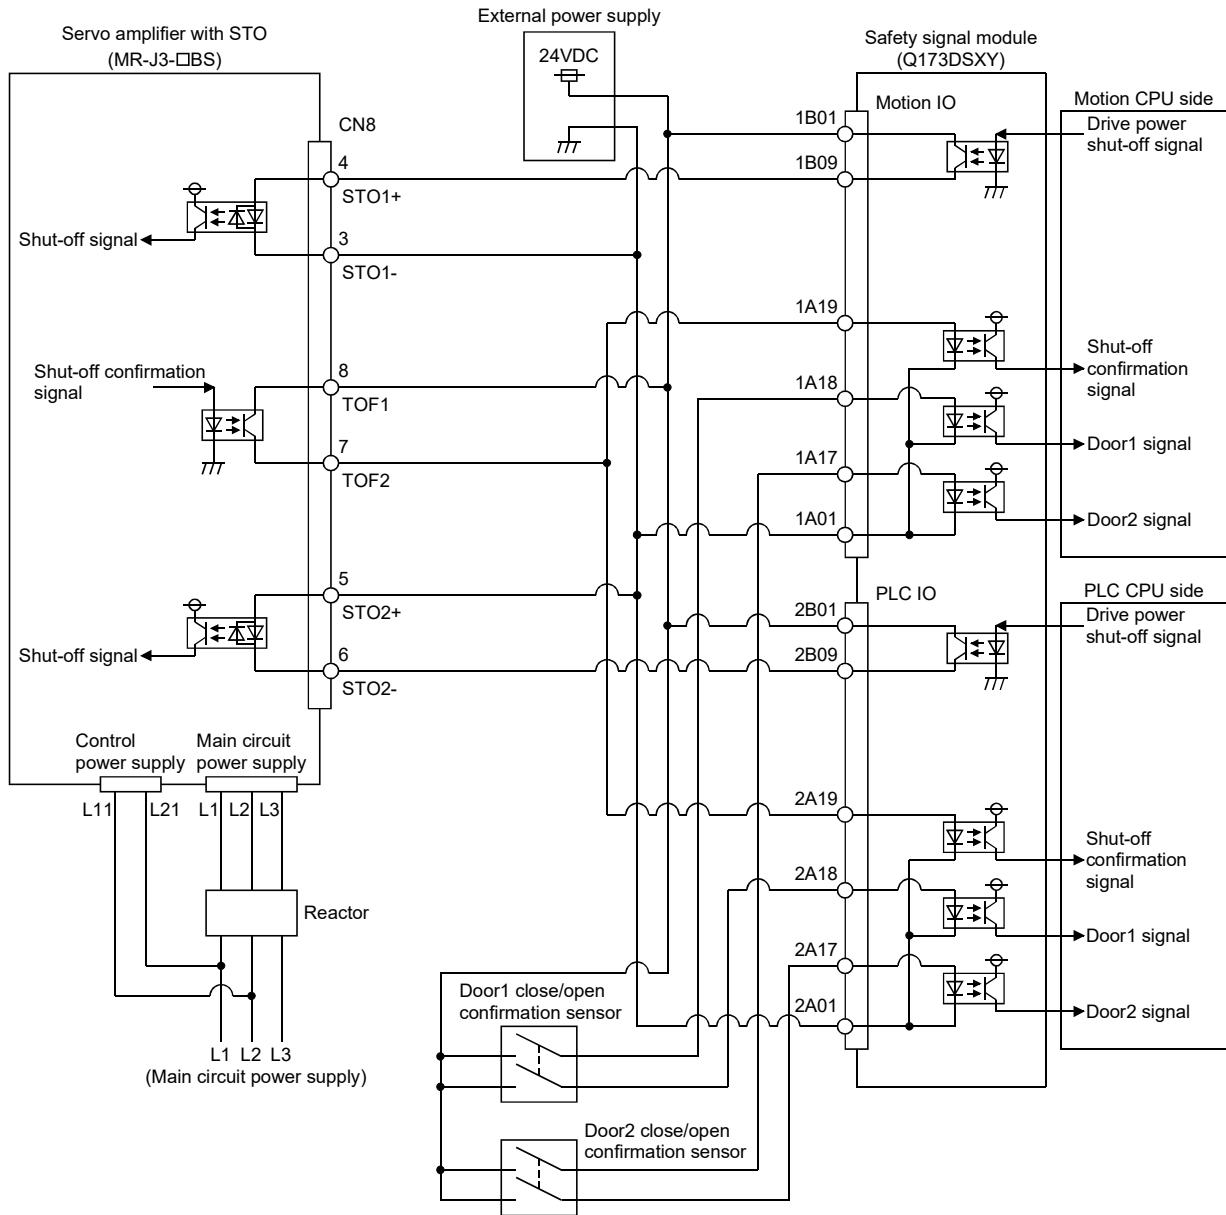 External power supply
24VDC
Servo amplifier with STO
(MR-J3-□BS)
Safety signal module
(Q173DSXY)
CN8
4
STO1+
3
STO1-
Shut-off signal
Shut-off confirmation
signal
8
TOF1
7
TOF2
5
STO2+
6
STO2-
Shut-off signal
Control
power supply
Main circuit
power supply
L11
L21
L1
L2
L3
Reactor
L1
L2
L3
(Main circuit power supply)
Motion IO
1B01
1B09
1A19
1A18
1A17
1A01
Motion CPU side
Drive power
shut-off signal
Shut-off
confirmation
signal
Door1 signal
Door2 signal
PLC IO
2B01
2B09
2A19
2A18
2A17
2A01
PLC CPU side
Drive power
shut-off signal
Shut-off
confirmation
signal
Door1 signal
Door2 signal
Door1 close/open
confirmation sensor
Door2 close/open
confirmation sensor